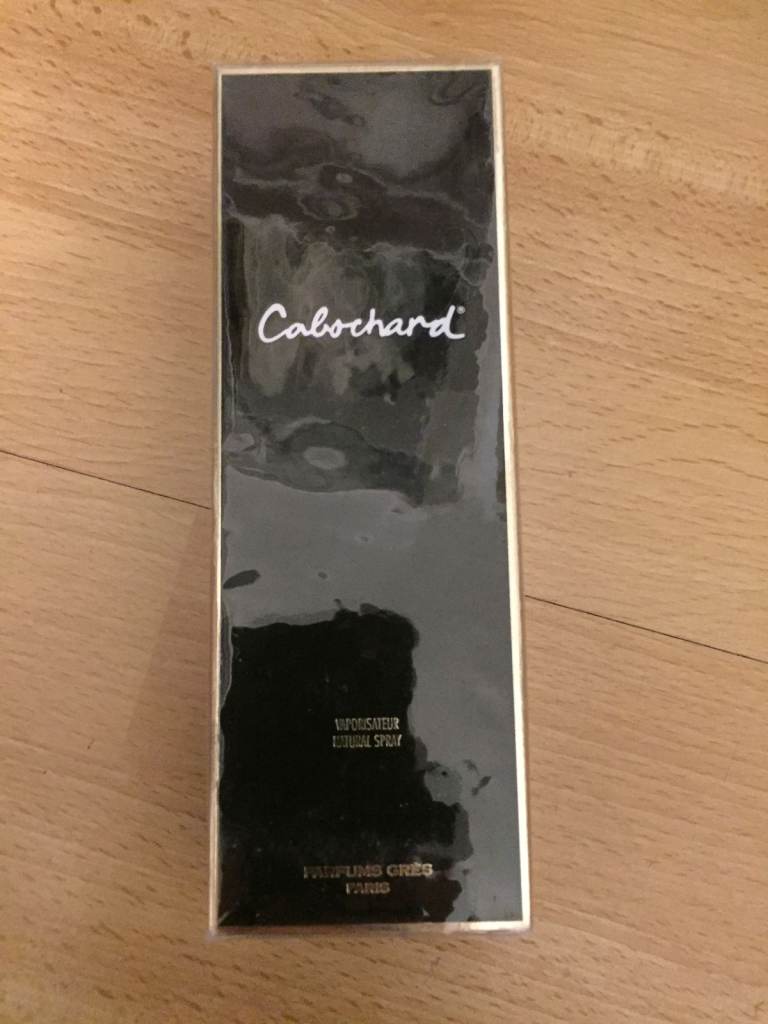 Cabochard®
VAPORISATEUR
NATURAL SPRAY
PARFUMS GRÈS
PARIS